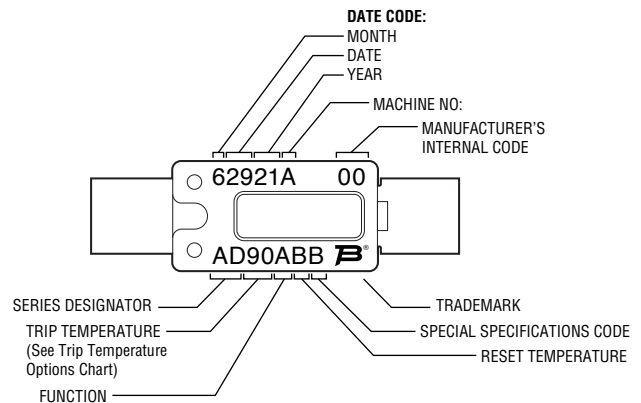 DATE CODE:
MONTH
DATE
YEAR
MACHINE NO:
MANUFACTURER'S
INTERNAL CODE
62921A 00
AD90ABB B®
SERIES DESIGNATOR
TRADEMARK
TRIP TEMPERATURE
(See Trip Temperature
Options Chart)
SPECIAL SPECIFICATIONS CODE
RESET TEMPERATURE
FUNCTION